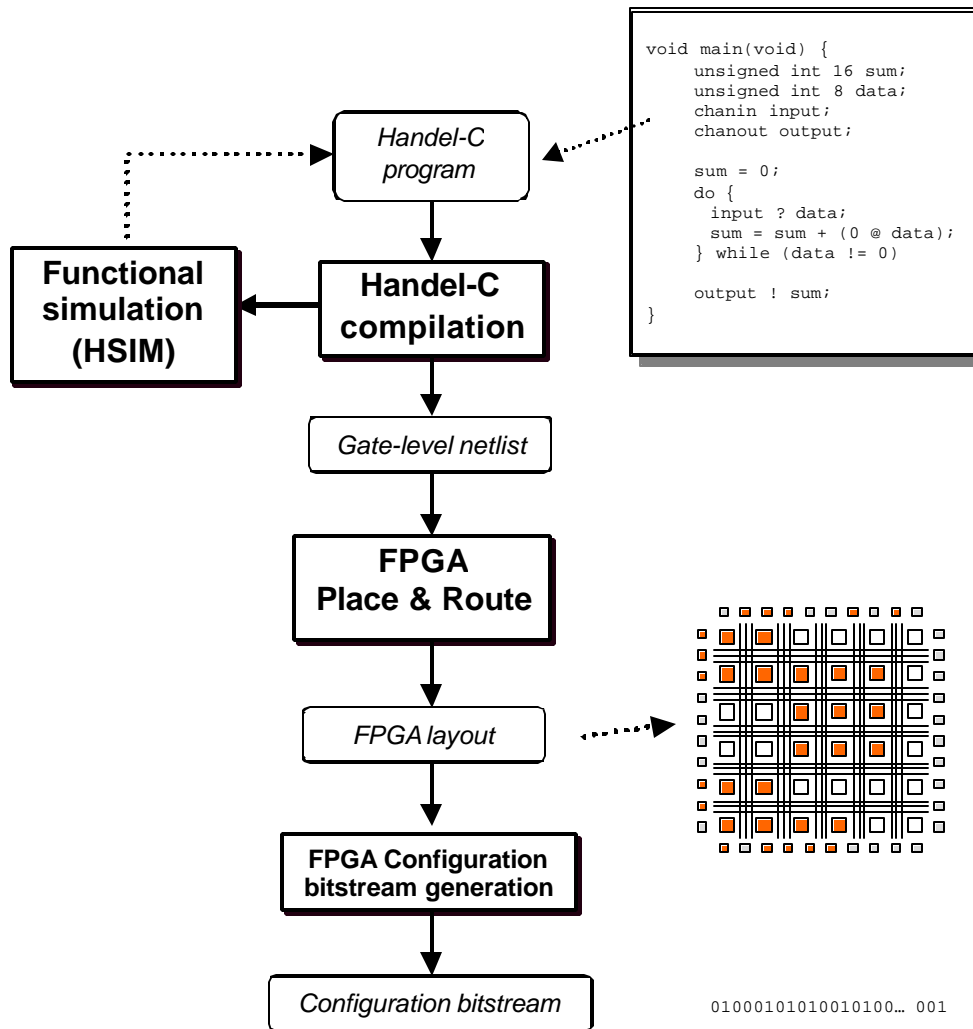 void main(void) {
unsigned int 16 sum;
unsigned int 8 data;
chanin input;
chanout output;
sum = 0;
do {
input ? data;
sum = sum + (0 @ data);
} while (data != 0)
output ! sum;
}
Handel-C
program
Functional
simulation
(HSIM)
Handel-C
compilation
Gate-level netlist
FPGA
Place & Route
FPGA layout
FPGA Configuration
bitstream generation
Configuration bitstream
01000101010010100… 001